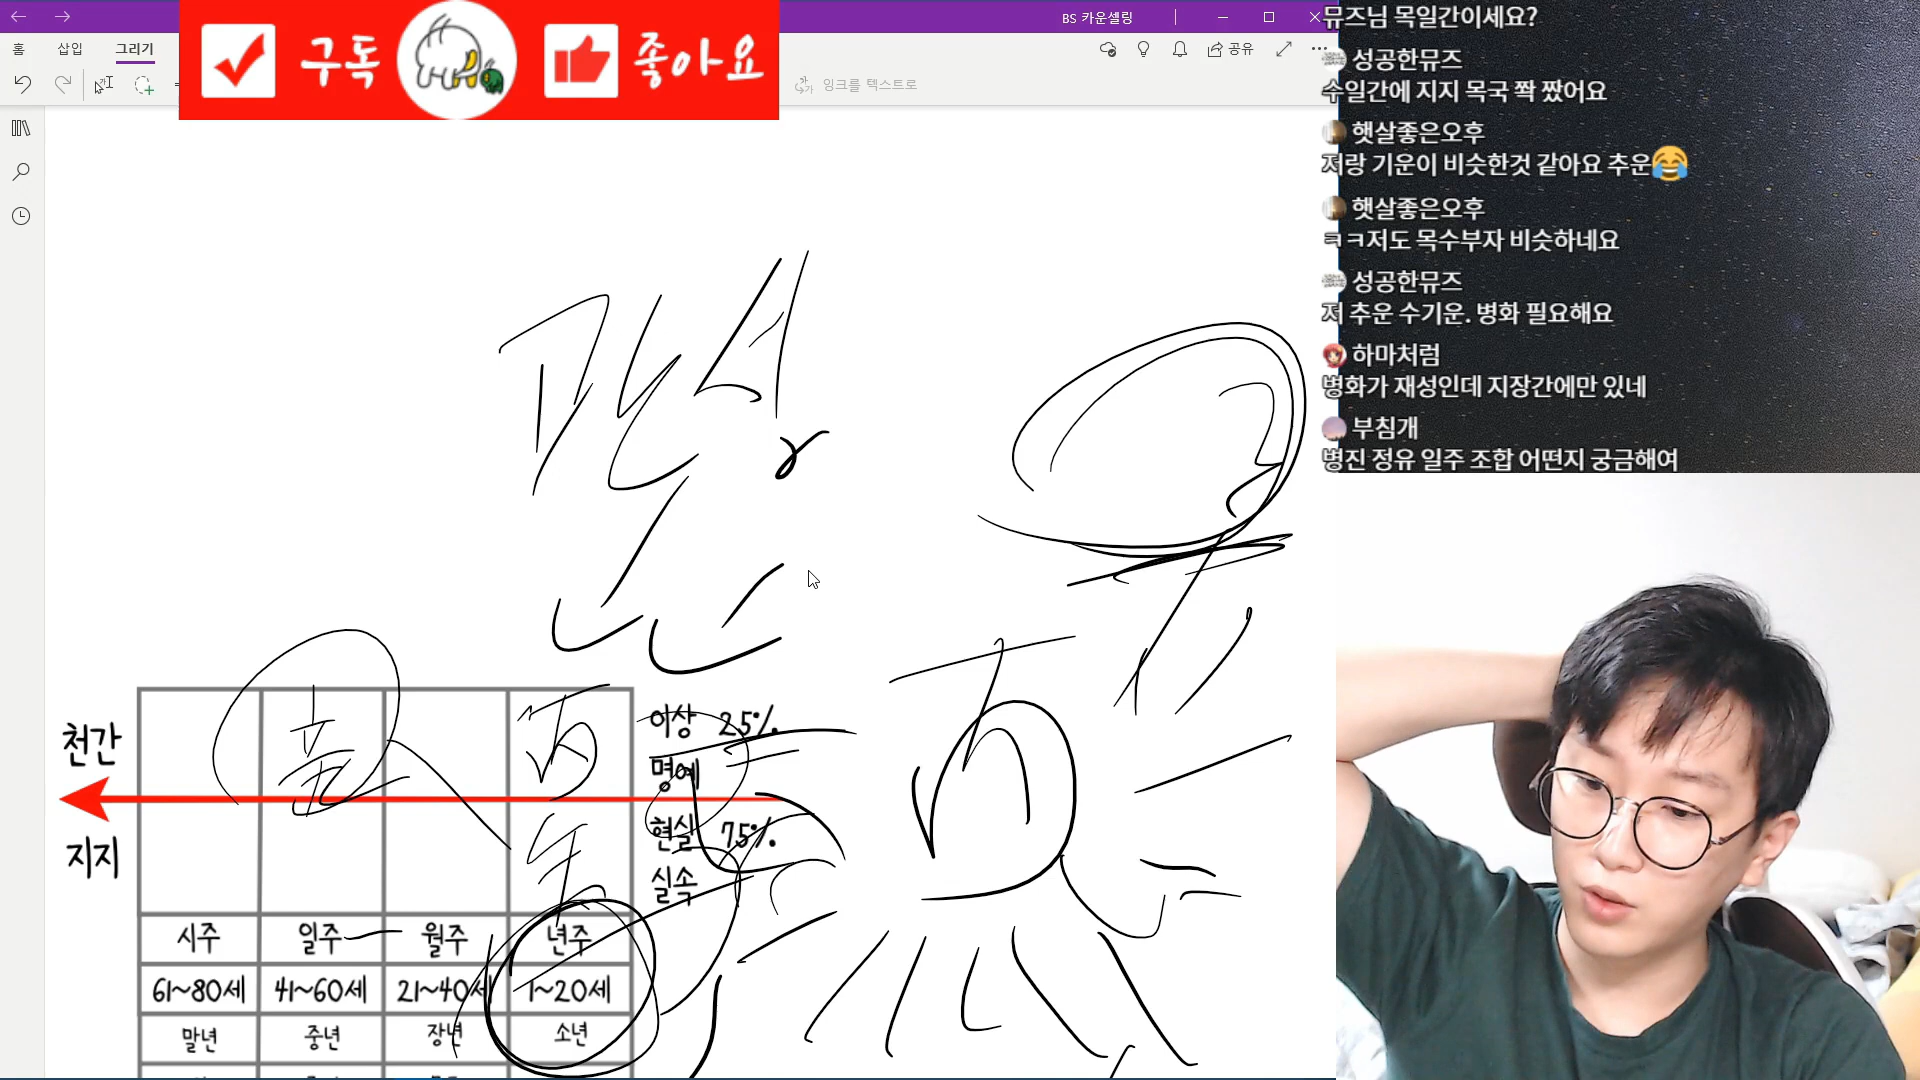 BS 카운셀링
홈 삽입 그리기
공유
구독 좋아요
잉크를 텍스트로
뮤즈님 목일간이세요?
성공한뮤즈
수일간에 지지 목국 쫙 짰어요
햇살좋은오후
저랑 기운이 비슷한것 같아요 추운😂
햇살좋은오후
ㅋㅋ저도 목수부자 비슷하네요
성공한뮤즈
저 추운 수기운. 병화 필요해요
하마처럼
병화가 재성인데 지장간에만 있네
부침개
병진 정유 일주 조합 어떤지 궁금해여
관성
천간
辛 丙
이상 25%
명예
지지
현실 75%
실속
시주 일주 월주 년주
61~80세 41~60세 21~40세 1~20세
말년 중년 장년 소년